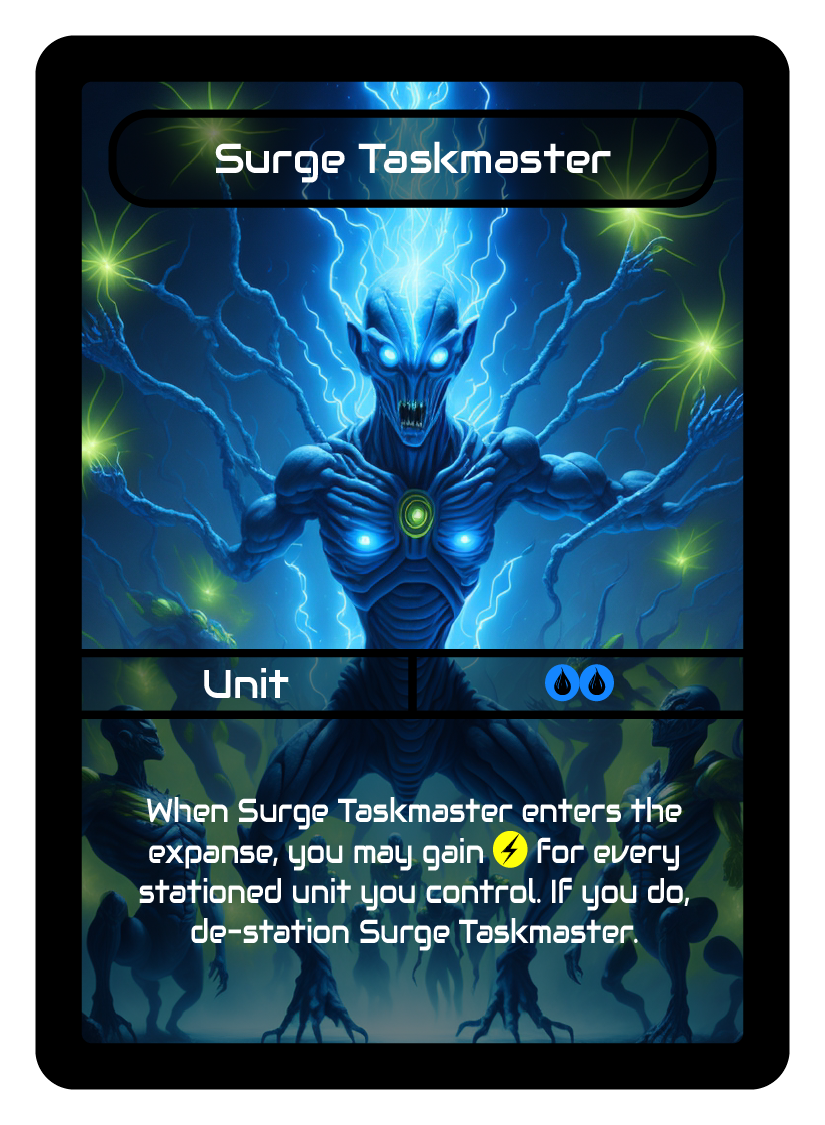 Surge Taskmaster
Unit
When Surge Taskmaster enters the
expanse, you may gain for every
stationed unit you control. If you do,
de-station Surge Taskmaster.